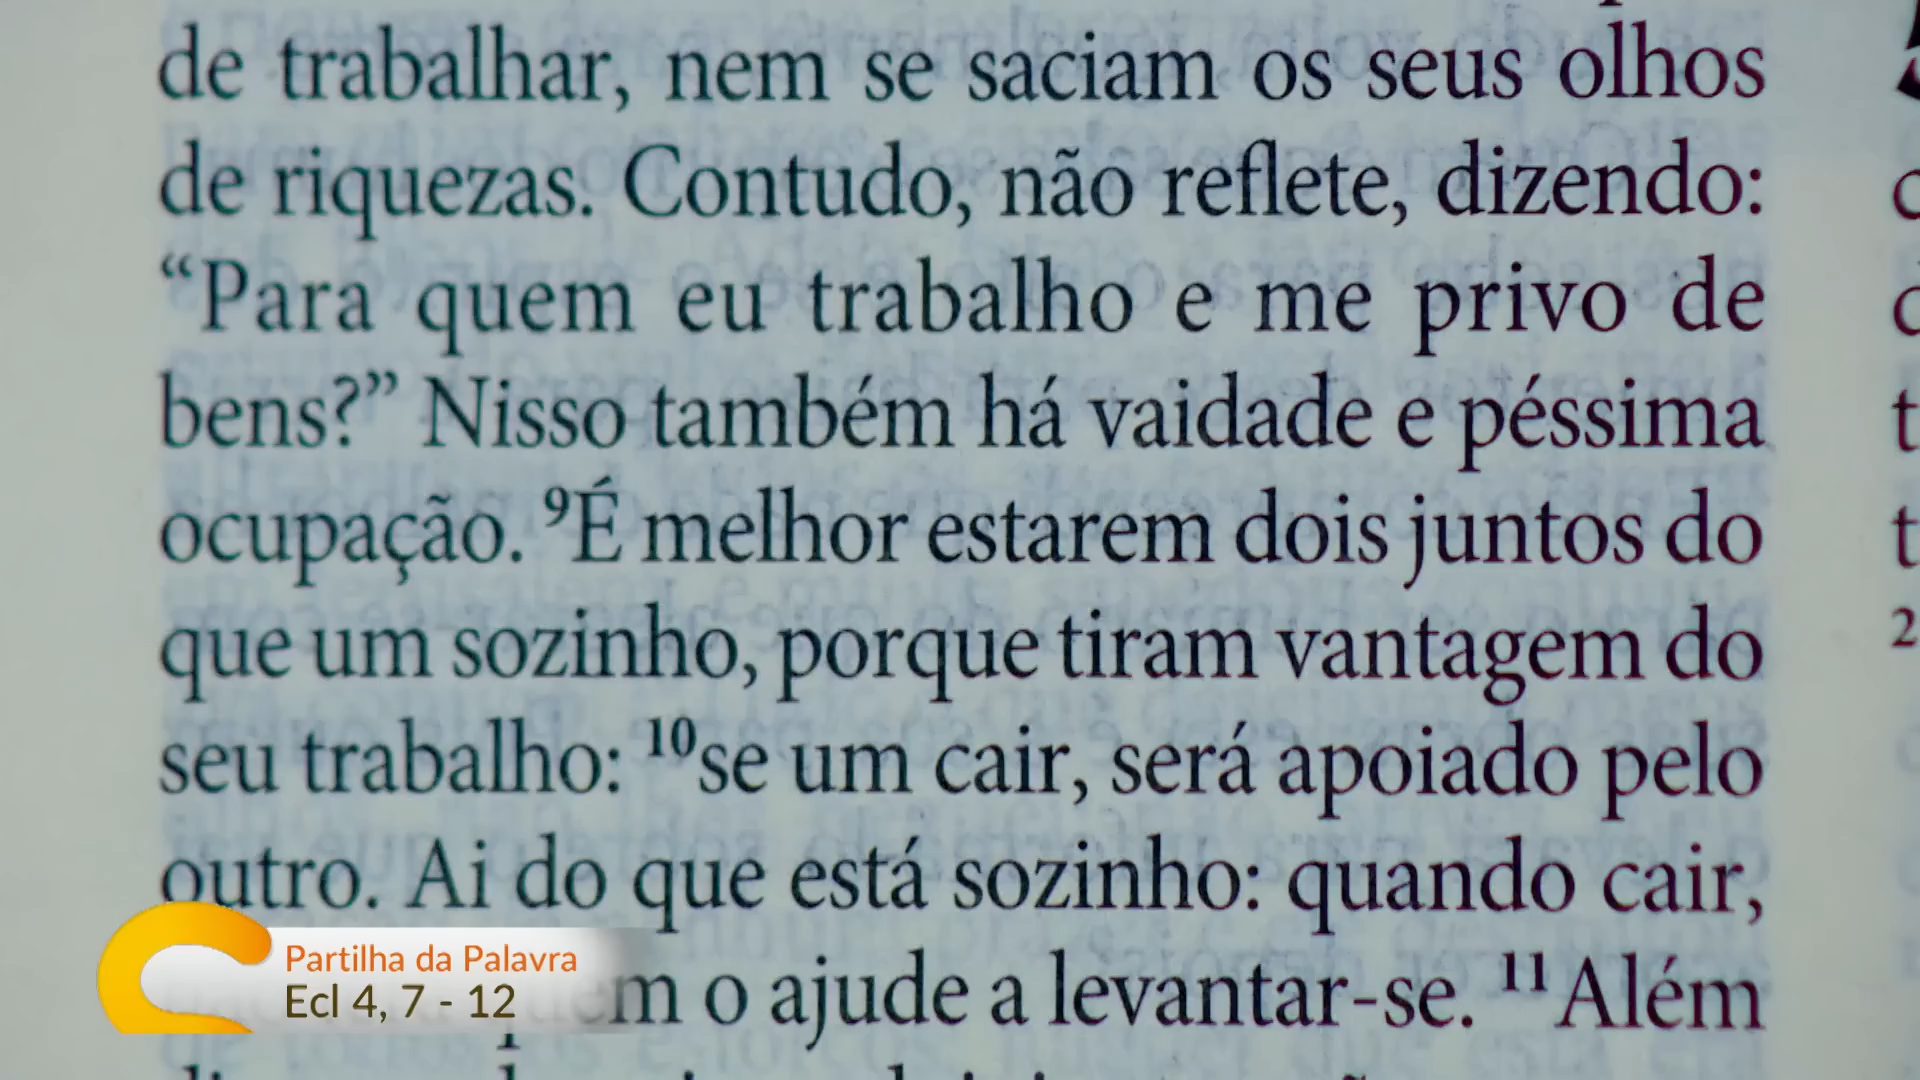 de trabalhar, nem se saciam os seus olhos
de riquezas. Contudo, não reflete, dizendo:
“Para quem eu trabalho e me privo de
bens?” Nisso também há vaidade e péssima
ocupação. ⁹É melhor estarem dois juntos do
que um sozinho, porque tiram vantagem do
seu trabalho: ¹⁰se um cair, será apoiado pelo
outro. Ai do que está sozinho: quando cair,
o ajude a levantar-se. ¹¹Além
Partilha da Palavra
Ecl 4, 7 - 12